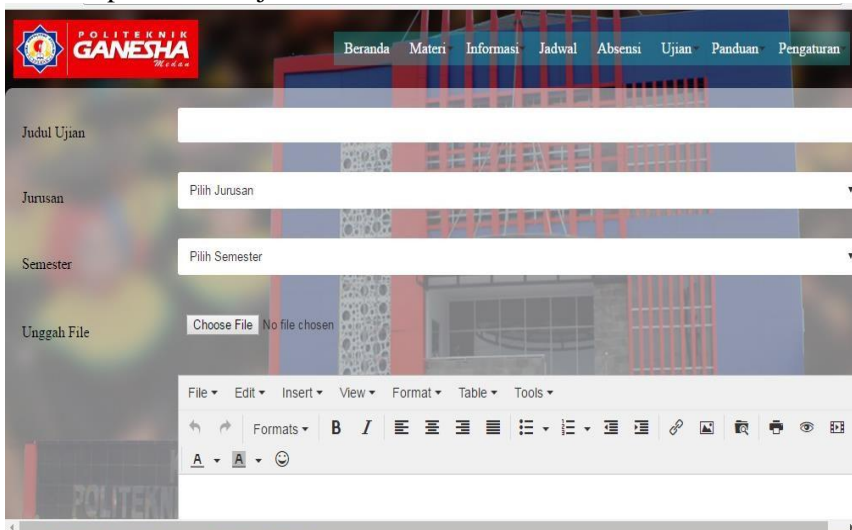 POLITEKNIK
GANESHA
Medan
Beranda Materi Informasi Jadwal Absensi Ujian Panduan Pengaturan
Judul Ujian
Jurusan Pilih Jurusan
Semester Pilih Semester
Unggah File Choose File No file chosen
File Edit Insert View Format Table Tools
Formats B I
A A
POLITEKN